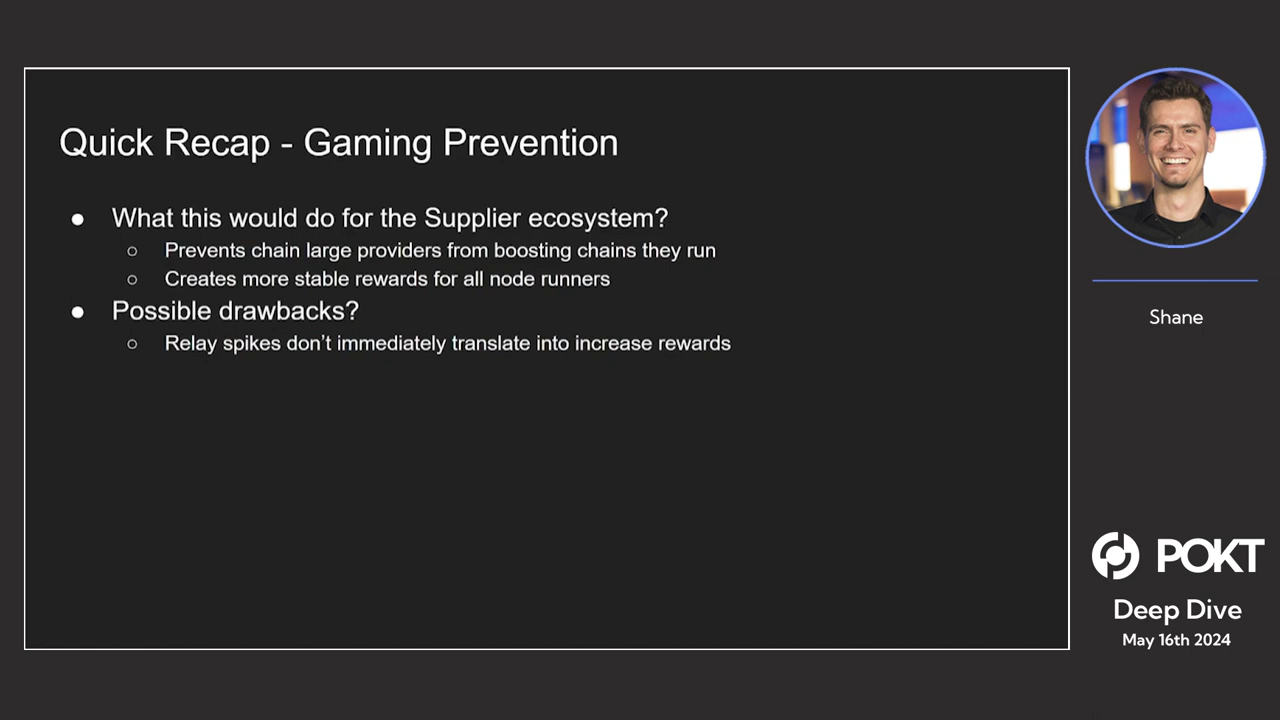 Quick Recap - Gaming Prevention
● What this would do for the Supplier ecosystem?
○ Prevents chain large providers from boosting chains they run
○ Creates more stable rewards for all node runners
● Possible drawbacks?
○ Relay spikes don’t immediately translate into increase rewards
Shane
POKT
Deep Dive
May 16th 2024